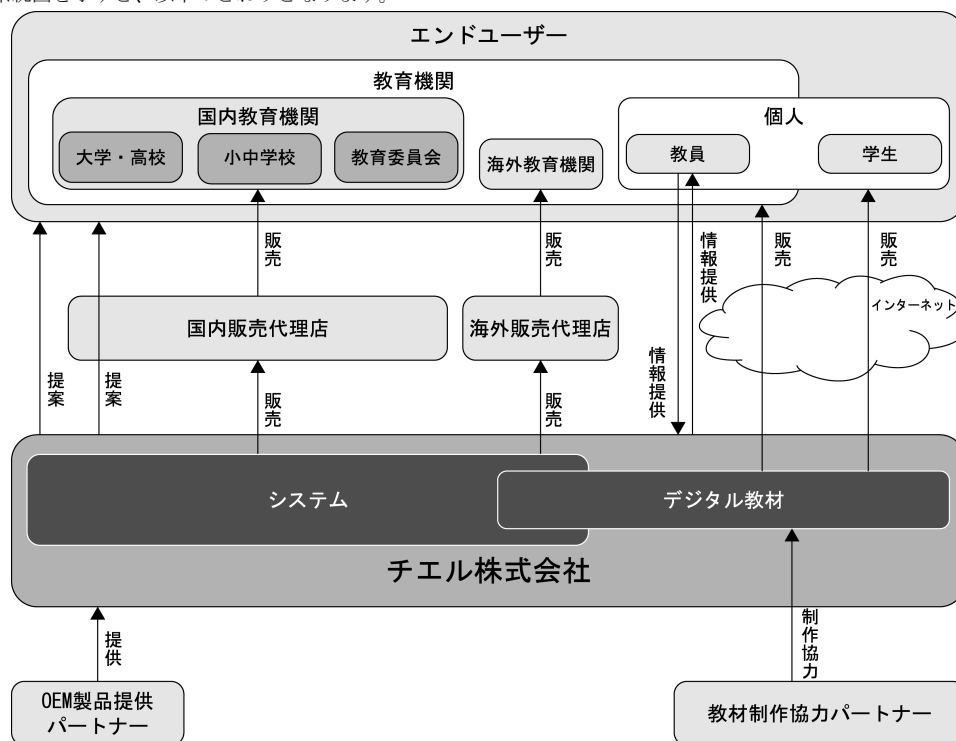 エンドユーザー
教育機関
国内教育機関
個人
大学・高校
小中学校
教育委員会
海外教育機関
教員
学生
販売
販売
情報提供
販売
販売
インターネット
国内販売代理店
海外販売代理店
提案
提案
販売
販売
情報提供
システム
デジタル教材
チエル株式会社
提供
制作協力
OEM製品提供
パートナー
教材制作協力パートナー